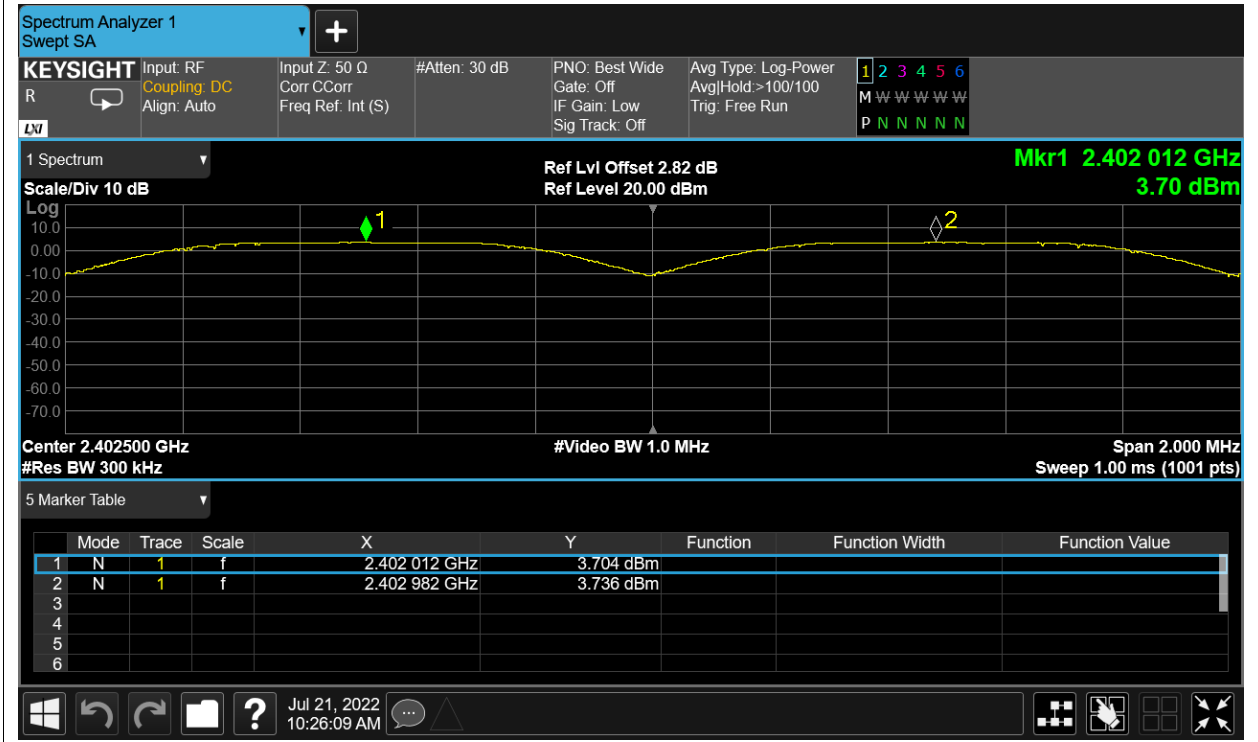 Spectrum Analyzer 1
Swept SA
KEYSIGHT
R
LXI
Input: RF
Coupling: DC
Align: Auto
Input Z: 50 Ω
Corr CCorr
Freq Ref: Int (S)
#Atten: 30 dB
PNO: Best Wide
Gate: Off
IF Gain: Low
Sig Track: Off
Avg Type: Log-Power
Avg|Hold:>100/100
Trig: Free Run
1 2 3 4 5 6
M W W W W W
P N N N N N
1 Spectrum
Scale/Div 10 dB
Ref Lvl Offset 2.82 dB
Ref Level 20.00 dBm
Mkr1 2.402 012 GHz
3.70 dBm
Log
10.0
0.00
-10.0
-20.0
-30.0
-40.0
-50.0
-60.0
-70.0
1
2
Center 2.402500 GHz
#Video BW 1.0 MHz
Span 2.000 MHz
#Res BW 300 kHz
Sweep 1.00 ms (1001 pts)
5 Marker Table
Mode Trace Scale X Y Function Function Width Function Value
1 N 1 f 2.402 012 GHz 3.704 dBm
2 N 1 f 2.402 982 GHz 3.736 dBm
3
4
5
6
?
Jul 21, 2022
10:26:09 AM